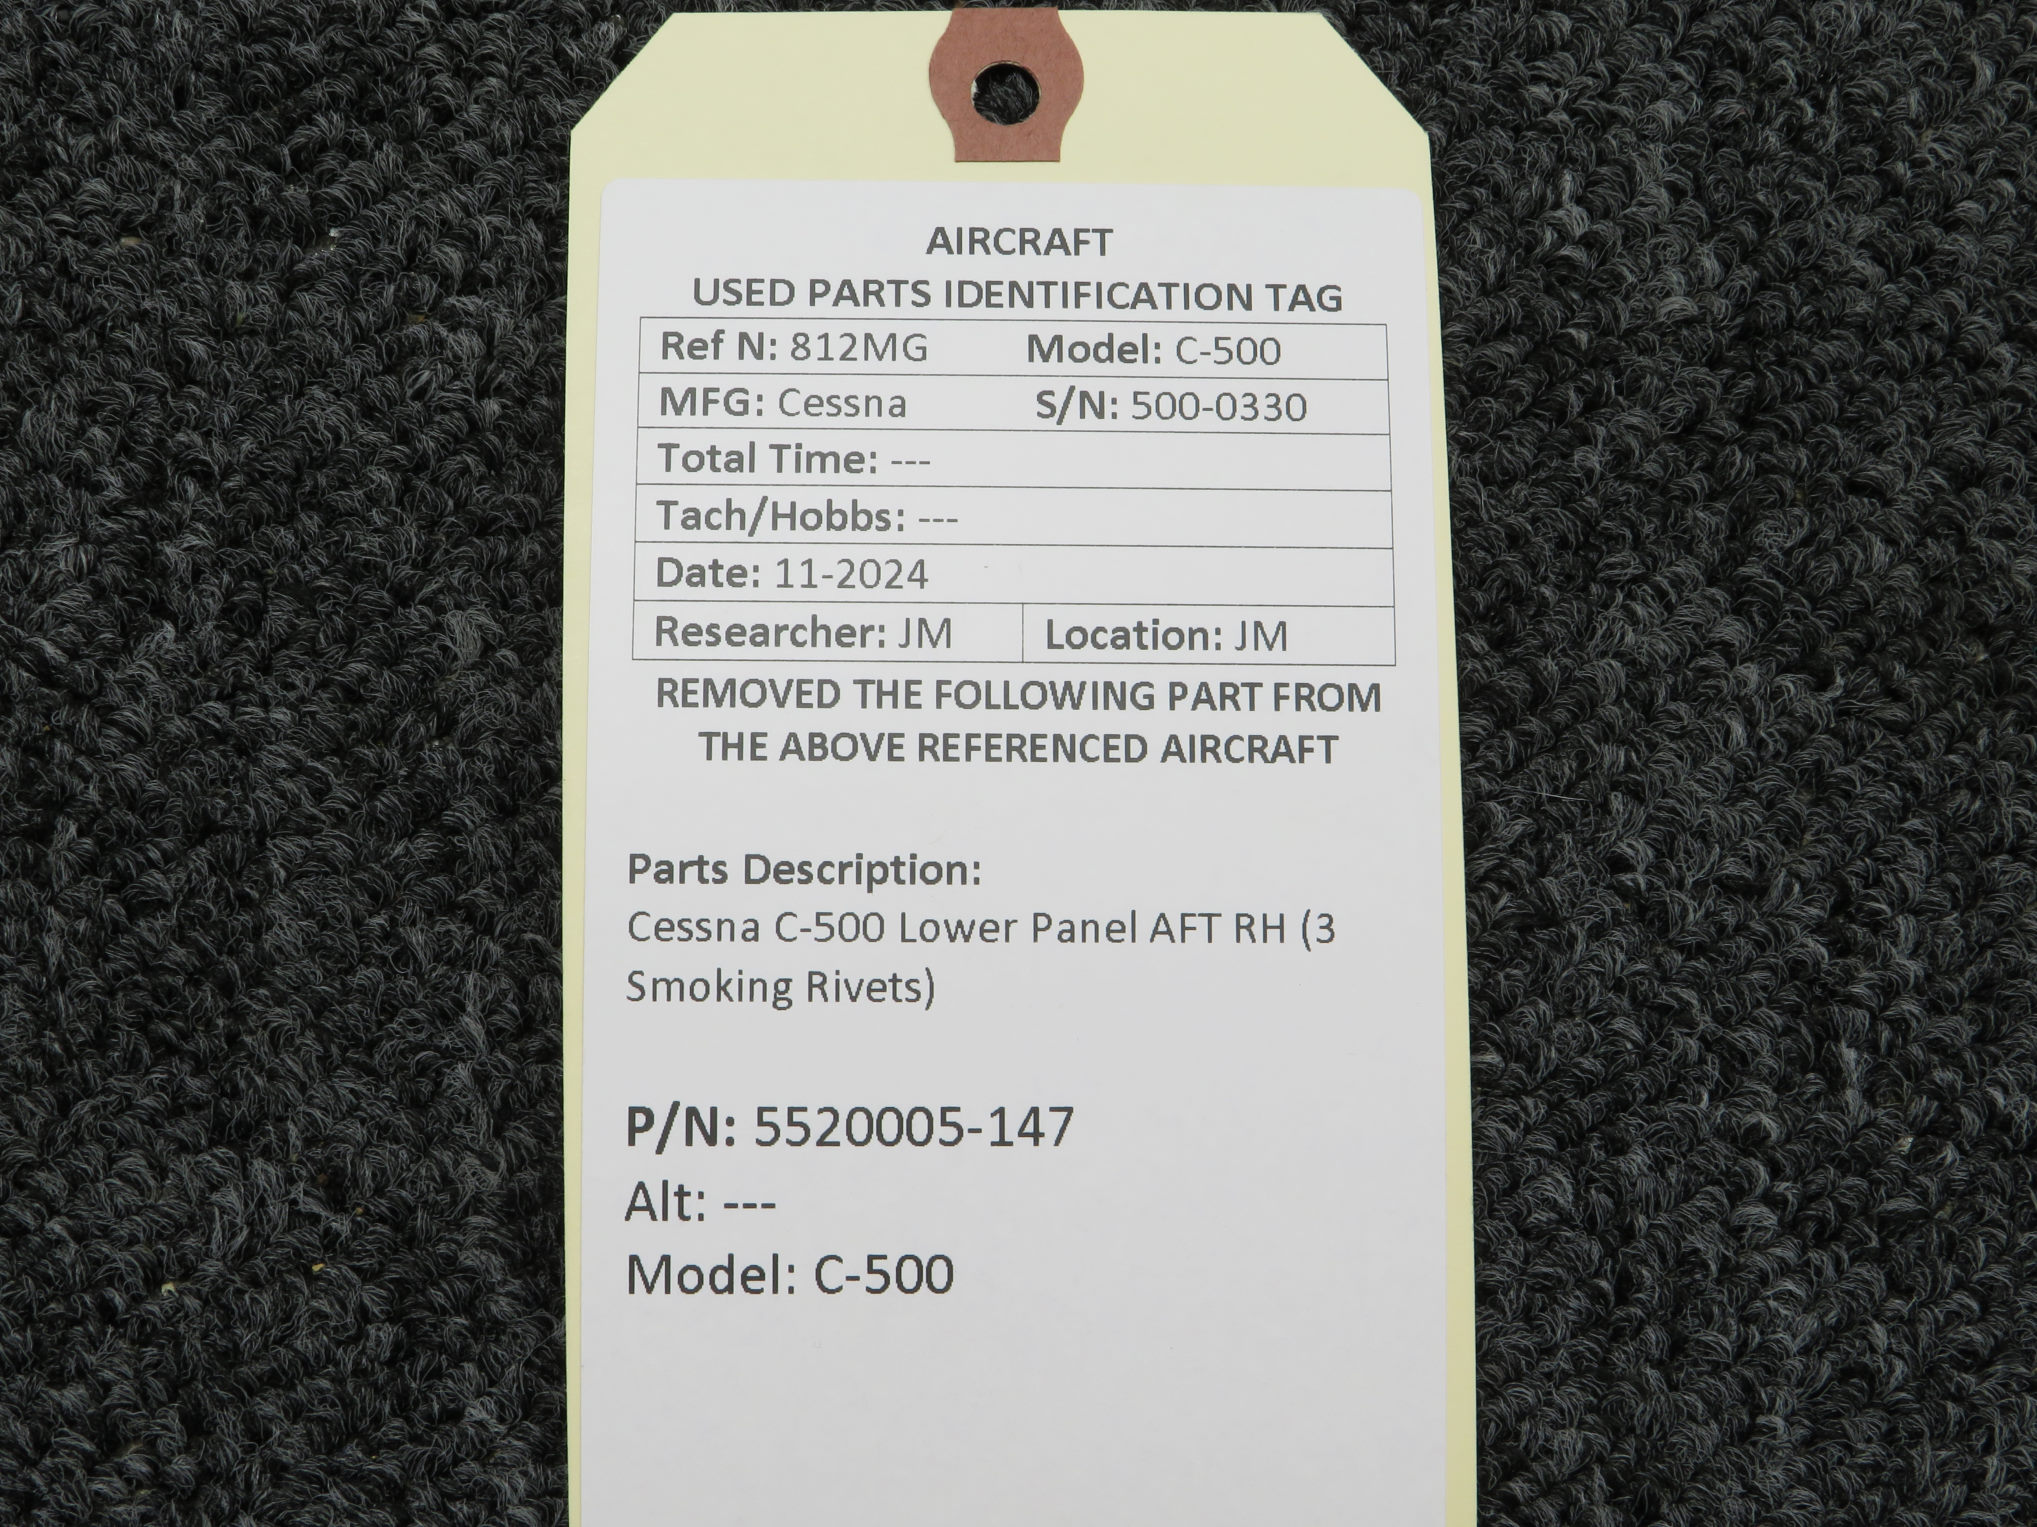 AIRCRAFT
USED PARTS IDENTIFICATION TAG
Ref N: 812MG Model: C-500
MFG: Cessna S/N: 500-0330
Total Time: ---
Tach/Hobbs: ---
Date: 11-2024
Researcher: JM Location: JM
REMOVED THE FOLLOWING PART FROM
THE ABOVE REFERENCED AIRCRAFT
Parts Description:
Cessna C-500 Lower Panel AFT RH (3
Smoking Rivets)
P/N: 5520005-147
Alt: ---
Model: C-500